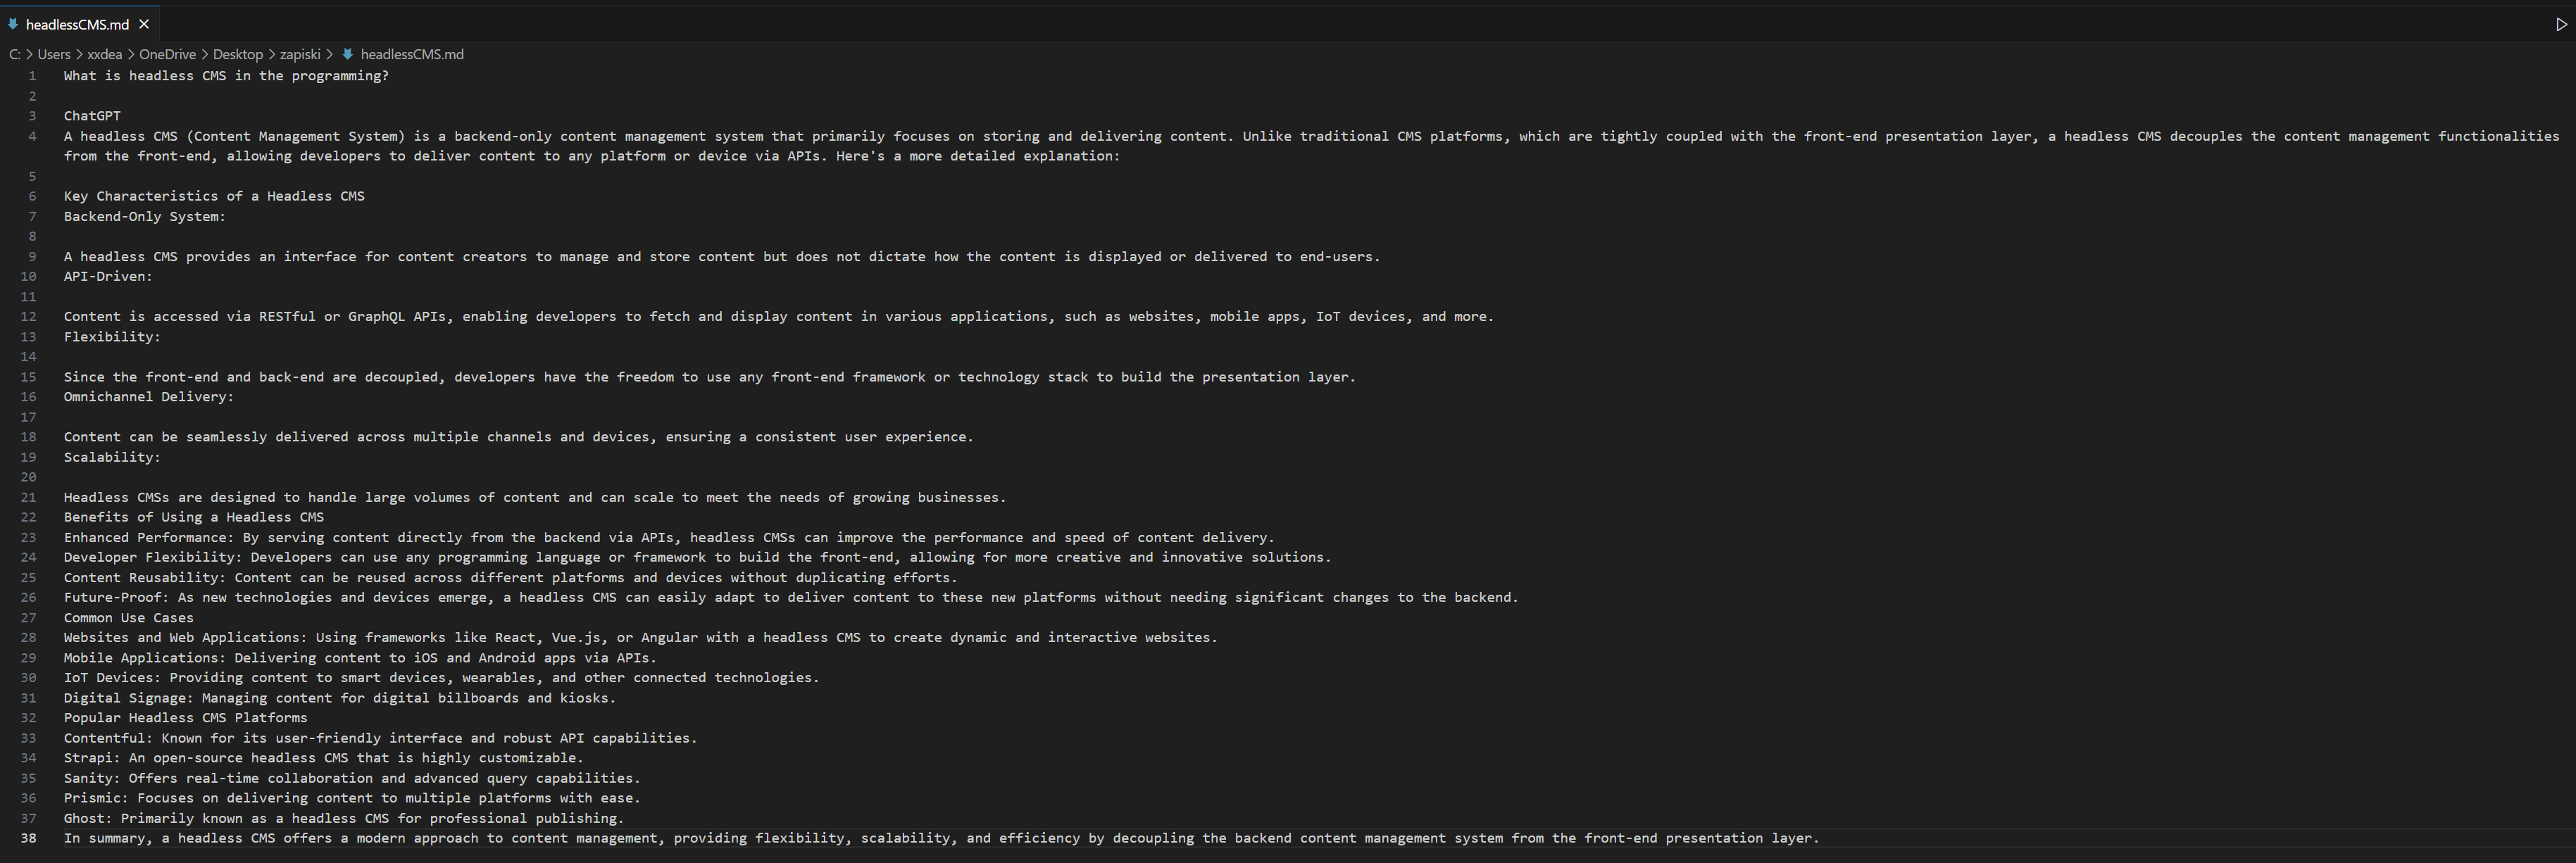 headlessCMS.md
C: > Users > xxdea > OneDrive > Desktop > zapiski > headlessCMS.md
1 What is headless CMS in the programming?
2
3 ChatGPT
4 A headless CMS (Content Management System) is a backend-only content management system that primarily focuses on storing and delivering content. Unlike traditional CMS platforms, which are tightly coupled with the front-end presentation layer, a headless CMS decouples the content management functionalities
from the front-end, allowing developers to deliver content to any platform or device via APIs. Here's a more detailed explanation:
5
6 Key Characteristics of a Headless CMS
7 Backend-Only System:
8
9 A headless CMS provides an interface for content creators to manage and store content but does not dictate how the content is displayed or delivered to end-users.
10 API-Driven:
11
12 Content is accessed via RESTful or GraphQL APIs, enabling developers to fetch and display content in various applications, such as websites, mobile apps, IoT devices, and more.
13 Flexibility:
14
15 Since the front-end and back-end are decoupled, developers have the freedom to use any front-end framework or technology stack to build the presentation layer.
16 Omnichannel Delivery:
17
18 Content can be seamlessly delivered across multiple channels and devices, ensuring a consistent user experience.
19 Scalability:
20
21 Headless CMSs are designed to handle large volumes of content and can scale to meet the needs of growing businesses.
22 Benefits of Using a Headless CMS
23 Enhanced Performance: By serving content directly from the backend via APIs, headless CMSs can improve the performance and speed of content delivery.
24 Developer Flexibility: Developers can use any programming language or framework to build the front-end, allowing for more creative and innovative solutions.
25 Content Reusability: Content can be reused across different platforms and devices without duplicating efforts.
26 Future-Proof: As new technologies and devices emerge, a headless CMS can easily adapt to deliver content to these new platforms without needing significant changes to the backend.
27 Common Use Cases
28 Websites and Web Applications: Using frameworks like React, Vue.js, or Angular with a headless CMS to create dynamic and interactive websites.
29 Mobile Applications: Delivering content to iOS and Android apps via APIs.
30 IoT Devices: Providing content to smart devices, wearables, and other connected technologies.
31 Digital Signage: Managing content for digital billboards and kiosks.
32 Popular Headless CMS Platforms
33 Contentful: Known for its user-friendly interface and robust API capabilities.
34 Strapi: An open-source headless CMS that is highly customizable.
35 Sanity: Offers real-time collaboration and advanced query capabilities.
36 Prismic: Focuses on delivering content to multiple platforms with ease.
37 Ghost: Primarily known as a headless CMS for professional publishing.
38 In summary, a headless CMS offers a modern approach to content management, providing flexibility, scalability, and efficiency by decoupling the backend content management system from the front-end presentation layer.